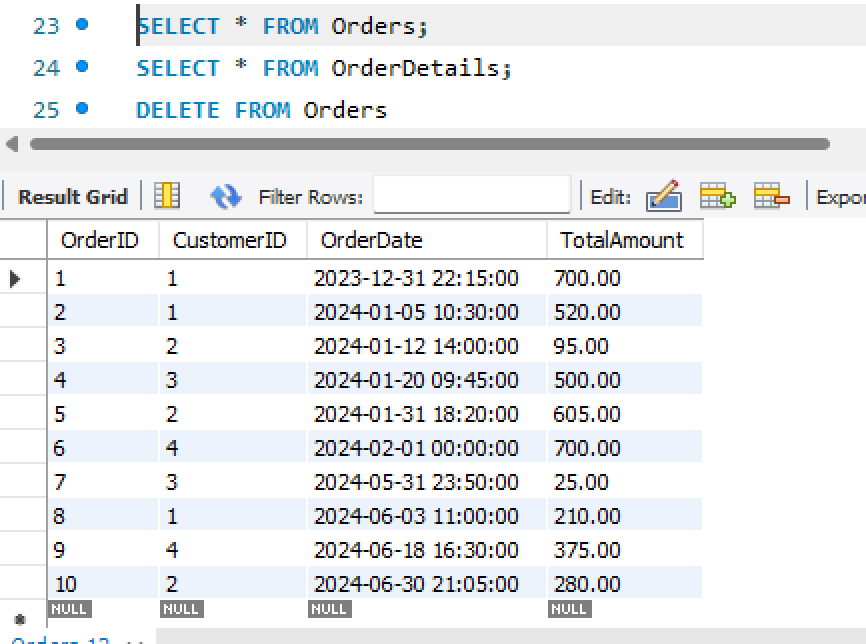 23 SELECT * FROM Orders;
24 SELECT * FROM OrderDetails;
25 DELETE FROM Orders
Result Grid Filter Rows: Edit: Expor
OrderID CustomerID OrderDate TotalAmount
1 1 2023-12-31 22:15:00 700.00
2 1 2024-01-05 10:30:00 520.00
3 2 2024-01-12 14:00:00 95.00
4 3 2024-01-20 09:45:00 500.00
5 2 2024-01-31 18:20:00 605.00
6 4 2024-02-01 00:00:00 700.00
7 3 2024-05-31 23:50:00 25.00
8 1 2024-06-03 11:00:00 210.00
9 4 2024-06-18 16:30:00 375.00
10 2 2024-06-30 21:05:00 280.00
NULL NULL NULL NULL